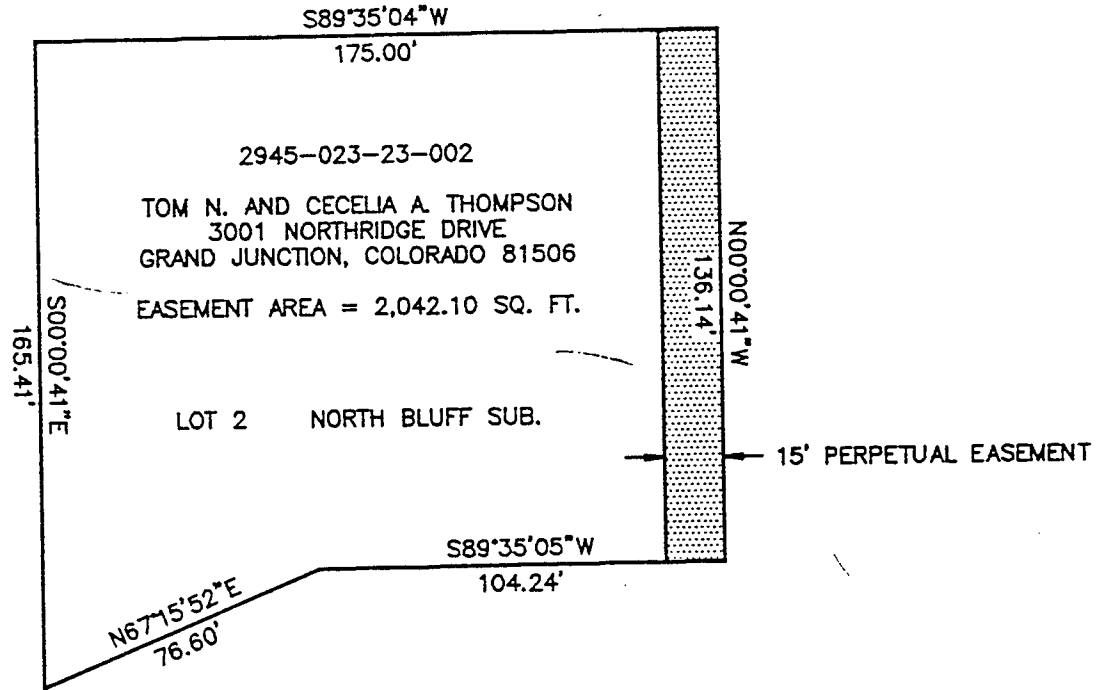 S89°35'04"W
175.00'
2945-023-23-002
TOM N. AND CECELIA A. THOMPSON
3001 NORTHRIDGE DRIVE
GRAND JUNCTION, COLORADO 81506
EASEMENT AREA = 2,042.10 SQ. FT.
S00°00'41"E
165.41'
N00°00'41"W
136.14'
LOT 2 NORTH BLUFF SUB.
15' PERPETUAL EASEMENT
S89°35'05"W
104.24'
N67°15'52"E
76.60'